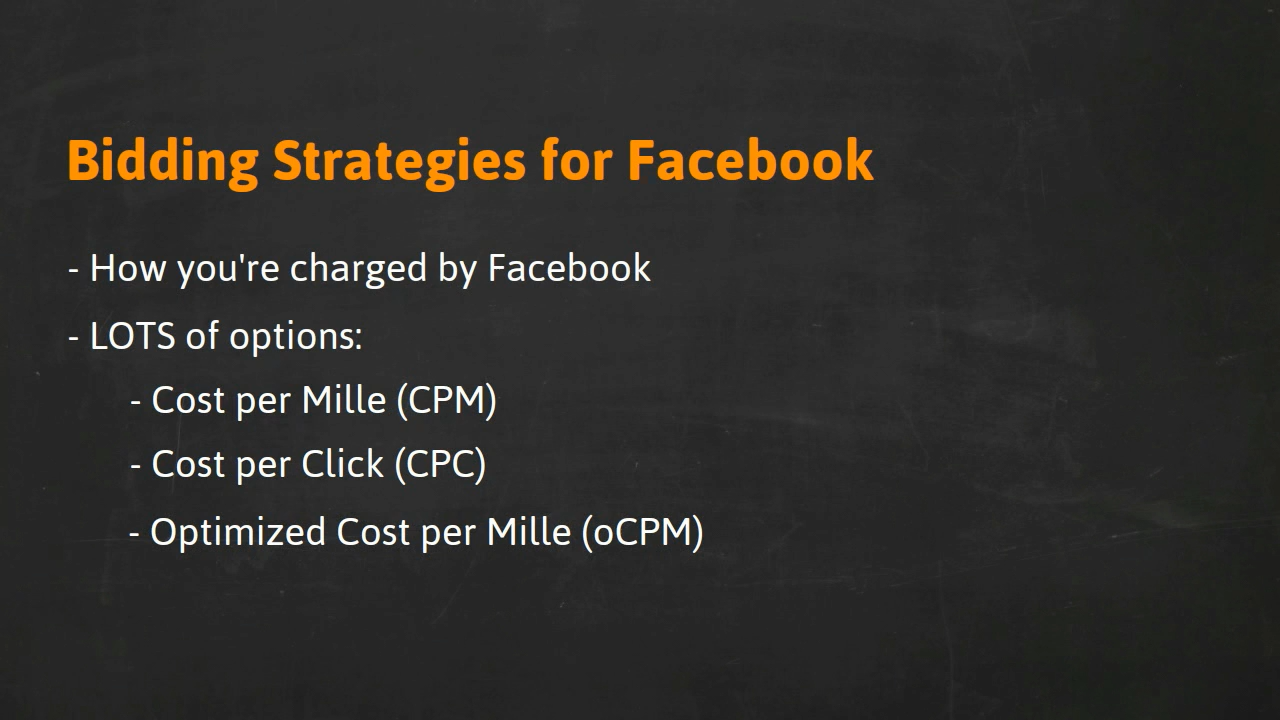 Bidding Strategies for Facebook
- How you're charged by Facebook
- LOTS of options:
- Cost per Mille (CPM)
- Cost per Click (CPC)
- Optimized Cost per Mille (oCPM)